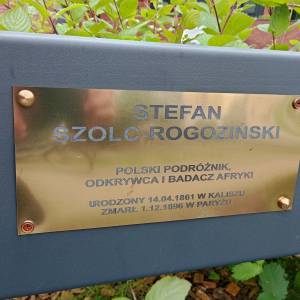 STEFAN
SZOLC-ROGOZIŃSKI
POLSKI PODRÓŻNIK,
ODKRYWCA I BADACZ AFRYKI
URODZONY 14.04.1861 W KALISZU
ZMARŁ 1.12.1896 W PARYŻU